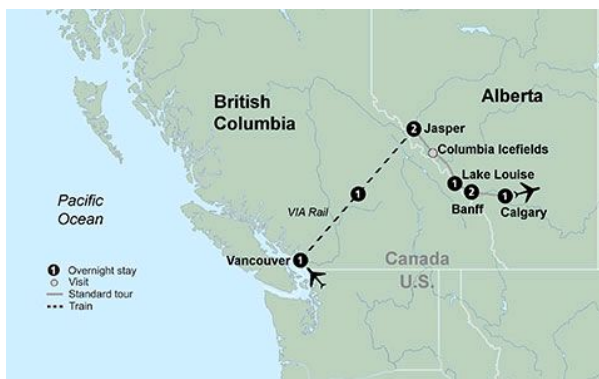 British
Columbia
Alberta
2
Jasper
Columbia Icefields
Lake Louise
1
2
1
Banff
Calgary
Pacific
Ocean
VIA Rail
1
Vancouver
1
Canada
U.S.
1 Overnight stay
Visit
Standard tour
Train